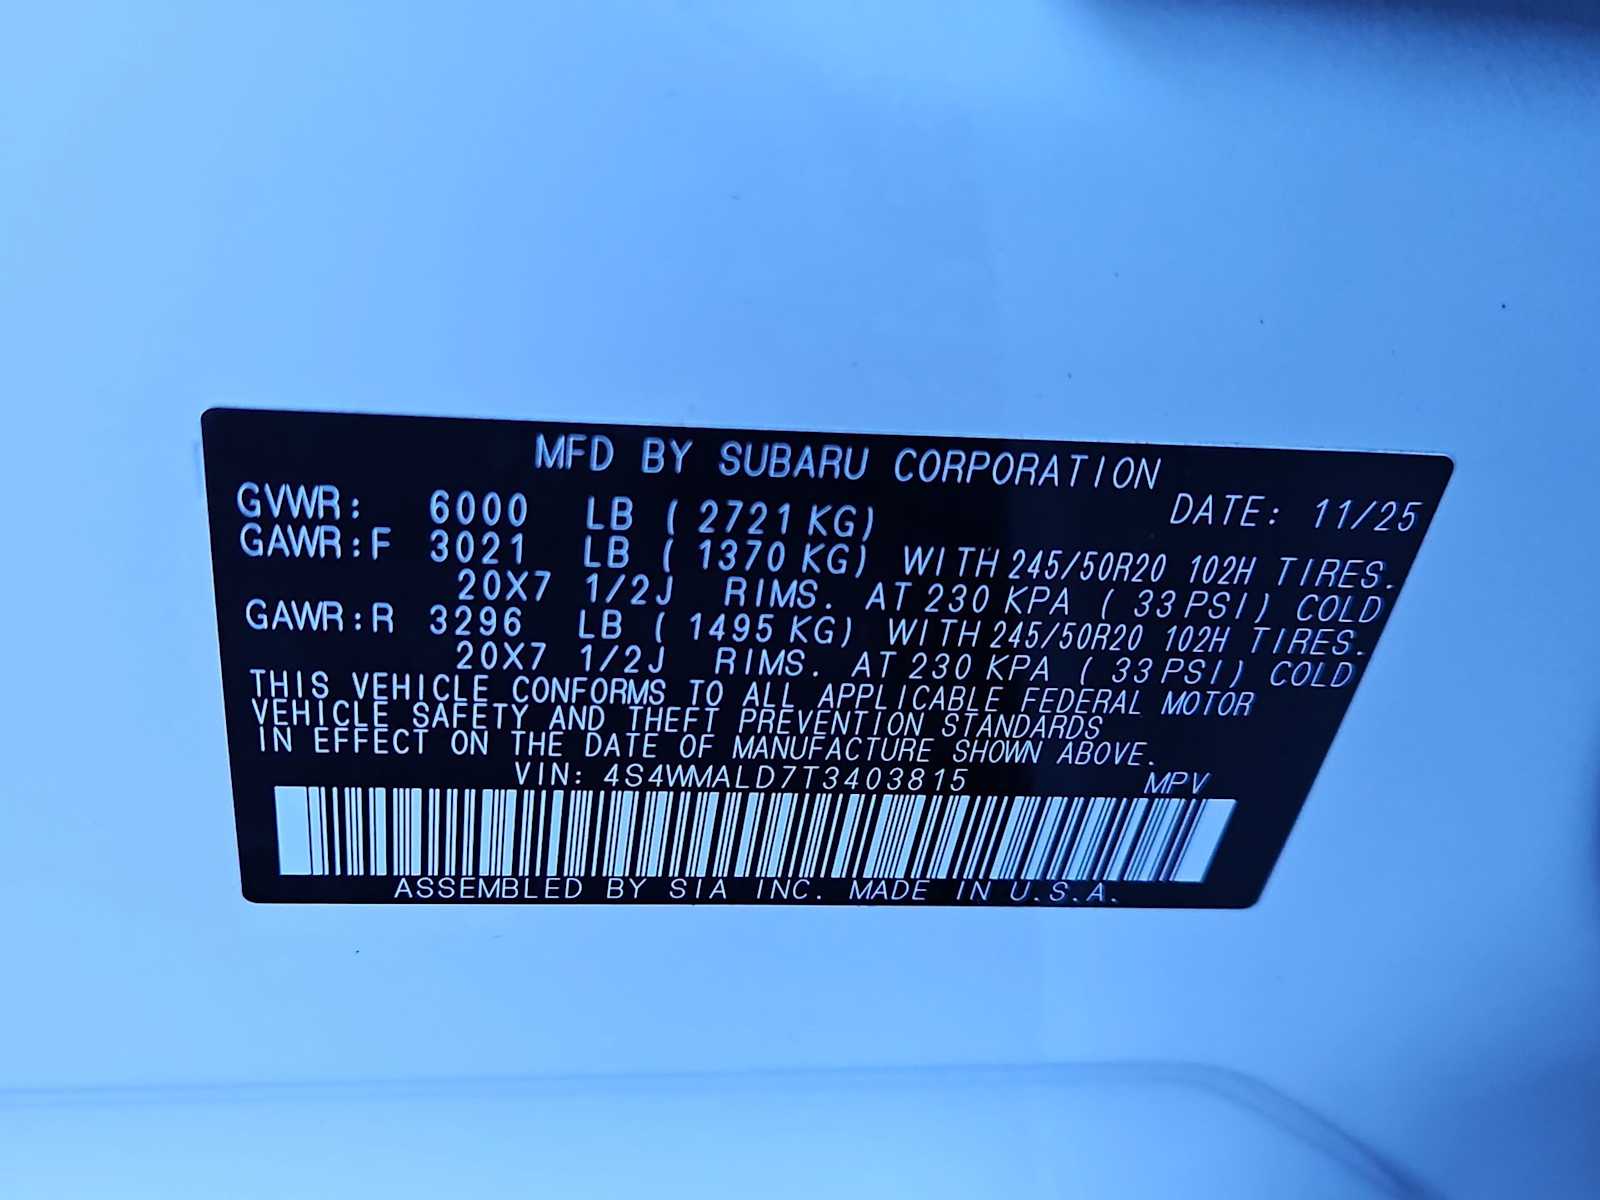 MFD BY SUBARU CORPORATION
DATE: 11/25
GVWR: 6000 LB ( 2721 KG)
GAWR:F 3021 LB ( 1370 KG) WITH 245/50R20 102H TIRES.
20X7 1/2J RIMS. AT 230 KPA ( 33 PSI) COLD
GAWR:R 3296 LB ( 1495 KG) WITH 245/50R20 102H TIRES.
20X7 1/2J RIMS. AT 230 KPA ( 33 PSI) COLD
THIS VEHICLE CONFORMS TO ALL APPLICABLE FEDERAL MOTOR
VEHICLE SAFETY AND THEFT PREVENTION STANDARDS
IN EFFECT ON THE DATE OF MANUFACTURE SHOWN ABOVE.
VIN: 4S4WMALD7T3403815 MPV
ASSEMBLED BY SIA INC. MADE IN U.S.A.